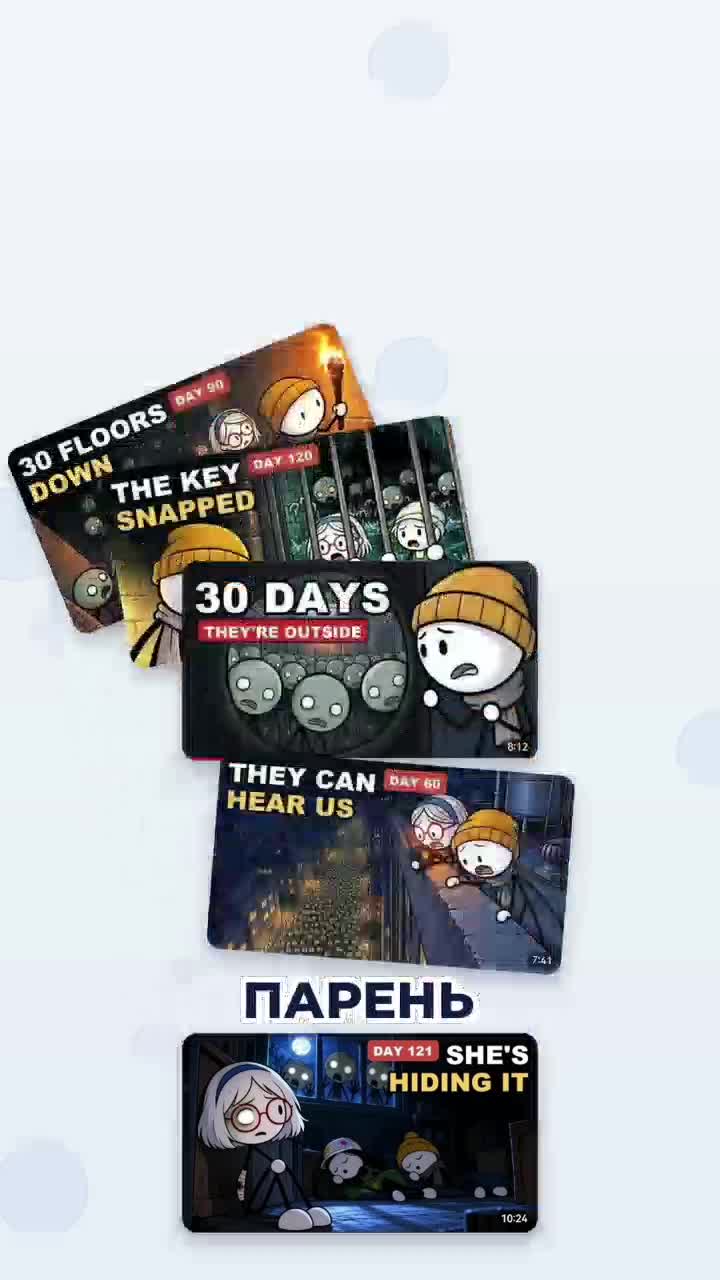 30 FLOORS
DOWN
DAY 90
THE KEY
SNAPPED
DAY 120
30 DAYS
THEY'RE OUTSIDE
8:12
THEY CAN
HEAR US
DAY 60
7:41
ПАРЕНЬ
DAY 121
SHE'S
HIDING IT
10:24